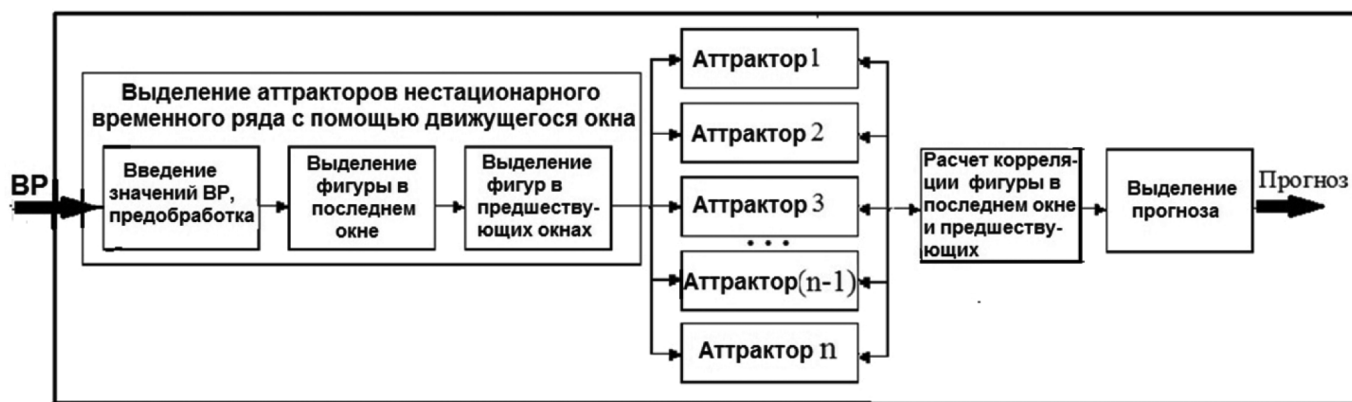 ВР
Выделение аттракторов нестационарного
временного ряда с помощью движущегося окна
Введение
значений ВР,
предобработка
Выделение
фигуры в
последнем
окне
Выделение
фигур в
предшеству-
ющих окнах
Аттрактор 1
Аттрактор 2
Аттрактор 3
• • •
Аттрактор(n-1)
Аттрактор n
Расчет корреля-
ции фигуры в
последнем окне
и предшеству-
ющих
Выделение
прогноза
Прогноз